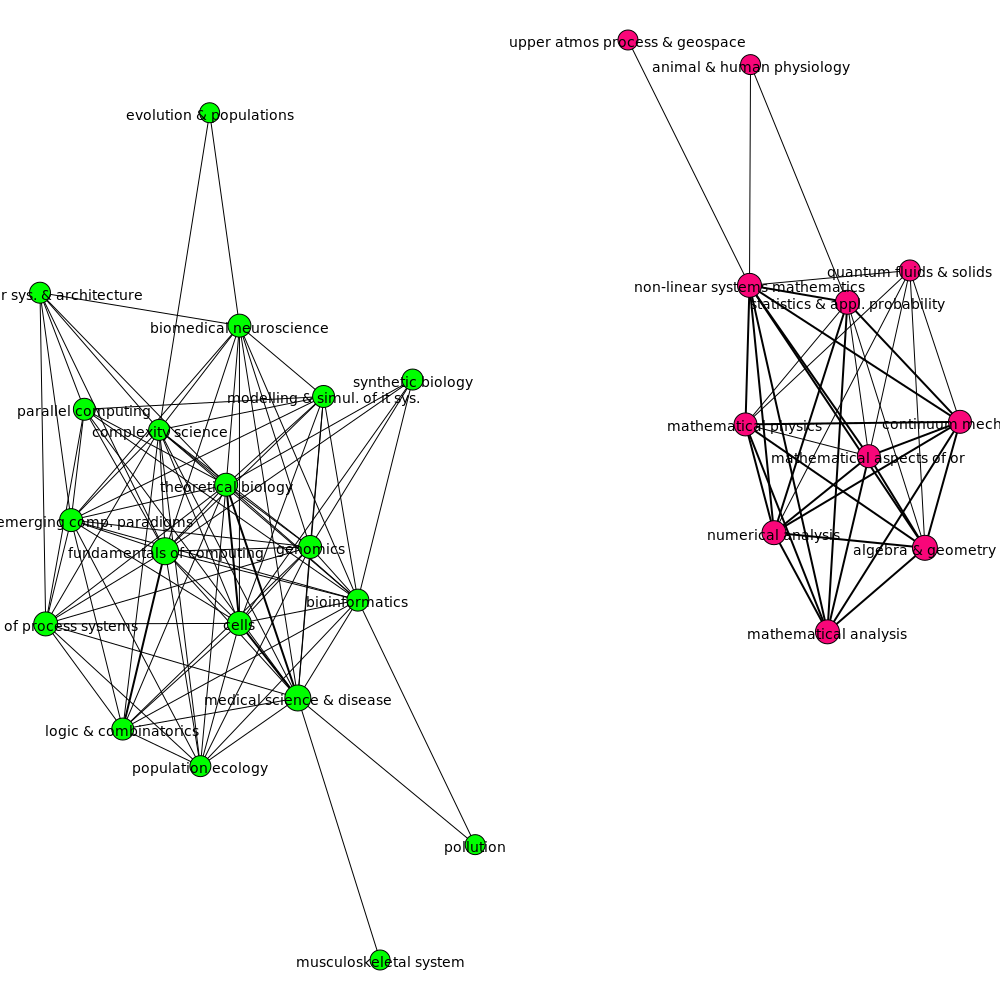 upper atmos process & geospace
animal & human physiology
evolution & populations
quantum fluids & solids
non-linear systems mathematics
r sys. & architecture
statistics & appl. probability
biomedical neuroscience
synthetic biology
modelling & simul. of it sys.
parallel computing
continuum mech
mathematical physics
complexity science
mathematical aspects of or
theoretical biology
emerging comp. paradigms
numerical analysis
genomics
algebra & geometry
fundamentals of computing
bioinformatics
cells
of process systems
mathematical analysis
medical science & disease
logic & combinatorics
population ecology
pollution
musculoskeletal system